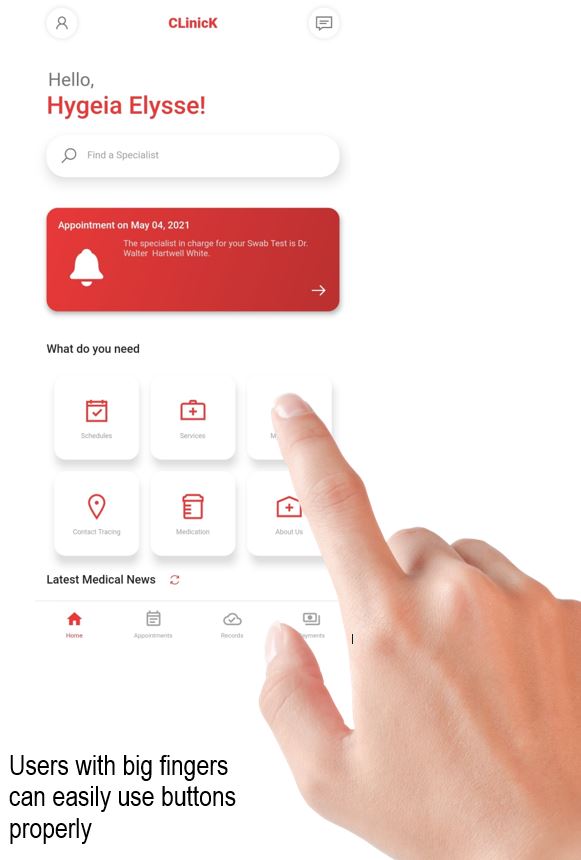 CLinicK
Hello,
Hygeia Elysse!
Find a Specialist
Appointment on May 04, 2021
The specialist in charge for your Swab Test is Dr.
Walter Hartwell White.
What do you need
Schedules
Services
M
Contact Tracing
Medication
About Us
Latest Medical News
Home
Appointments
Records
ayments
Users with big fingers
can easily use buttons
properly